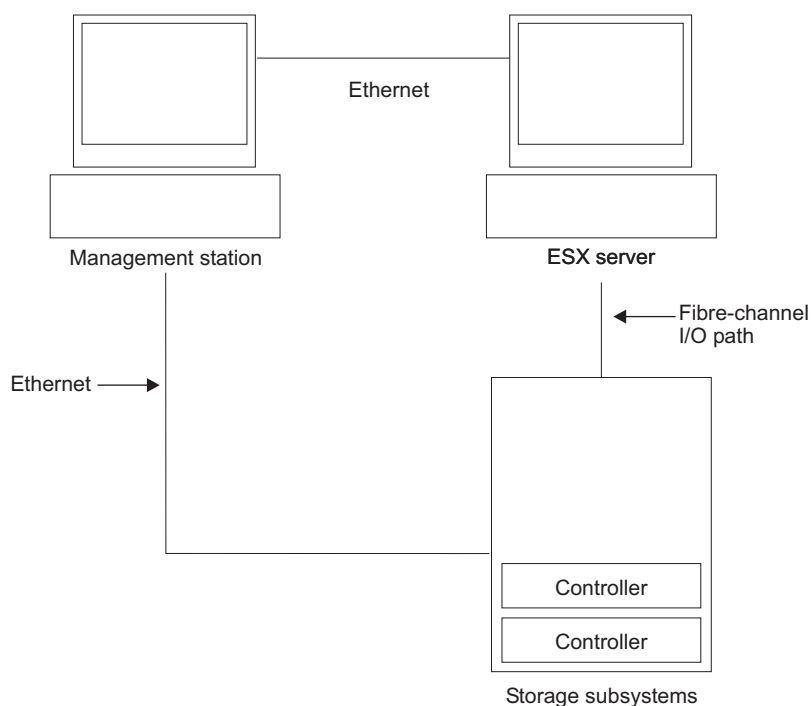 Ethernet
Management station
ESX server
Fibre-channel
I/O path
Ethernet
Controller
Controller
Storage subsystems